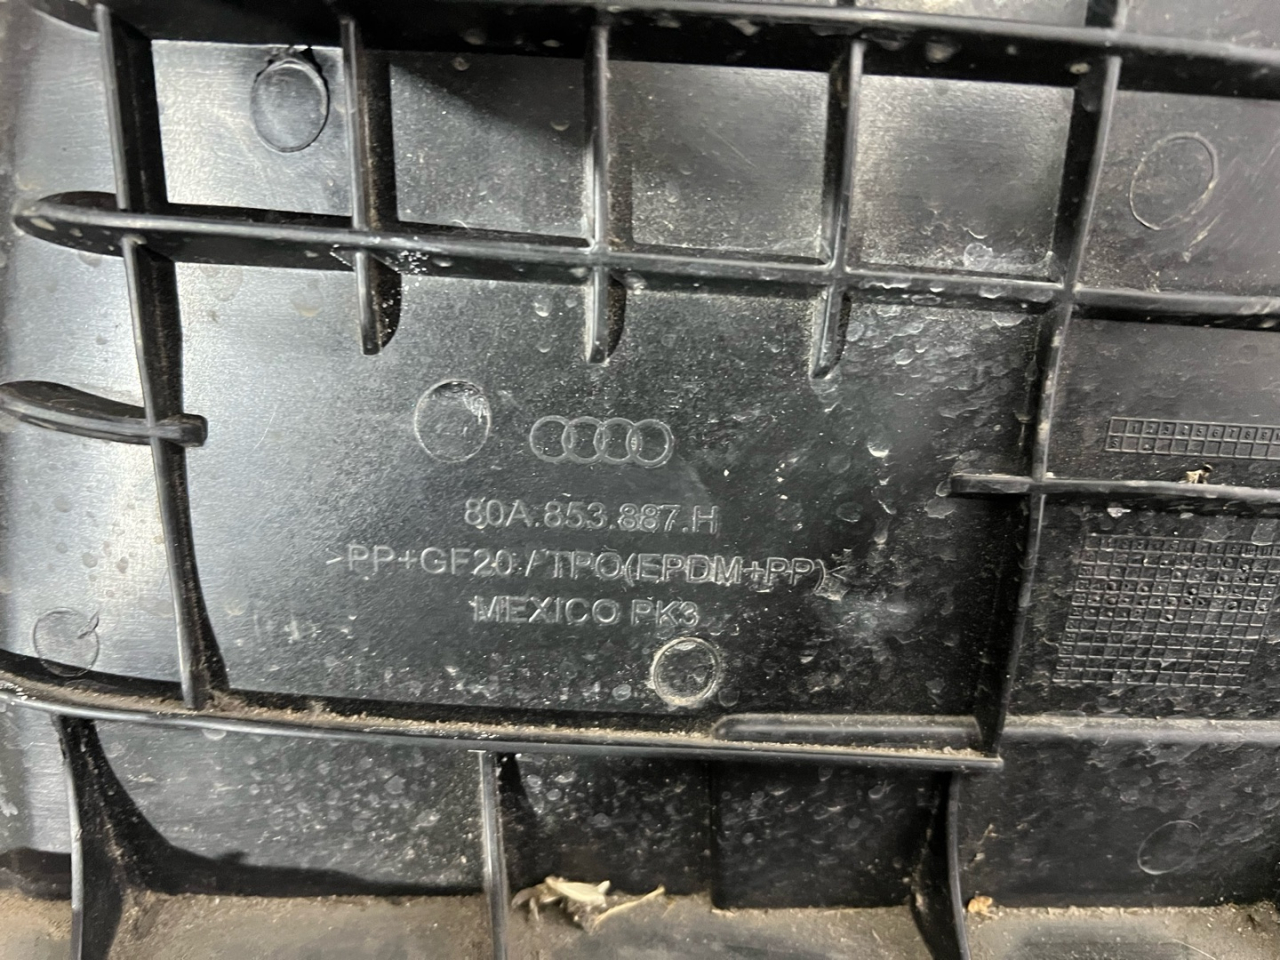 80A.853.887.H
>PP+GF20 / TPO(EPDM+PP)<
MEXICO PK3